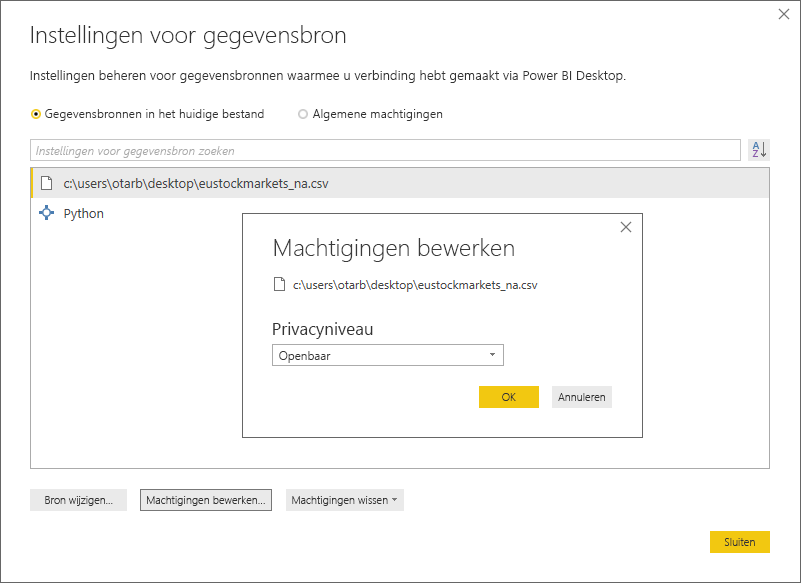 Instellingen voor gegevensbron
Instellingen beheren voor gegevensbronnen waarmee u verbinding hebt gemaakt via Power BI Desktop.
Gegevensbronnen in het huidige bestand
Algemene machtigingen
Instellingen voor gegevensbron zoeken
A
Z
c:\users\otarb\desktop\eustockmarkets_na.csv
Python
Machtigingen bewerken
c:\users\otarb\desktop\eustockmarkets_na.csv
Privacyniveau
Openbaar
OK
Annuleren
Bron wijzigen...
Machtigingen bewerken...
Machtigingen wissen
Sluiten